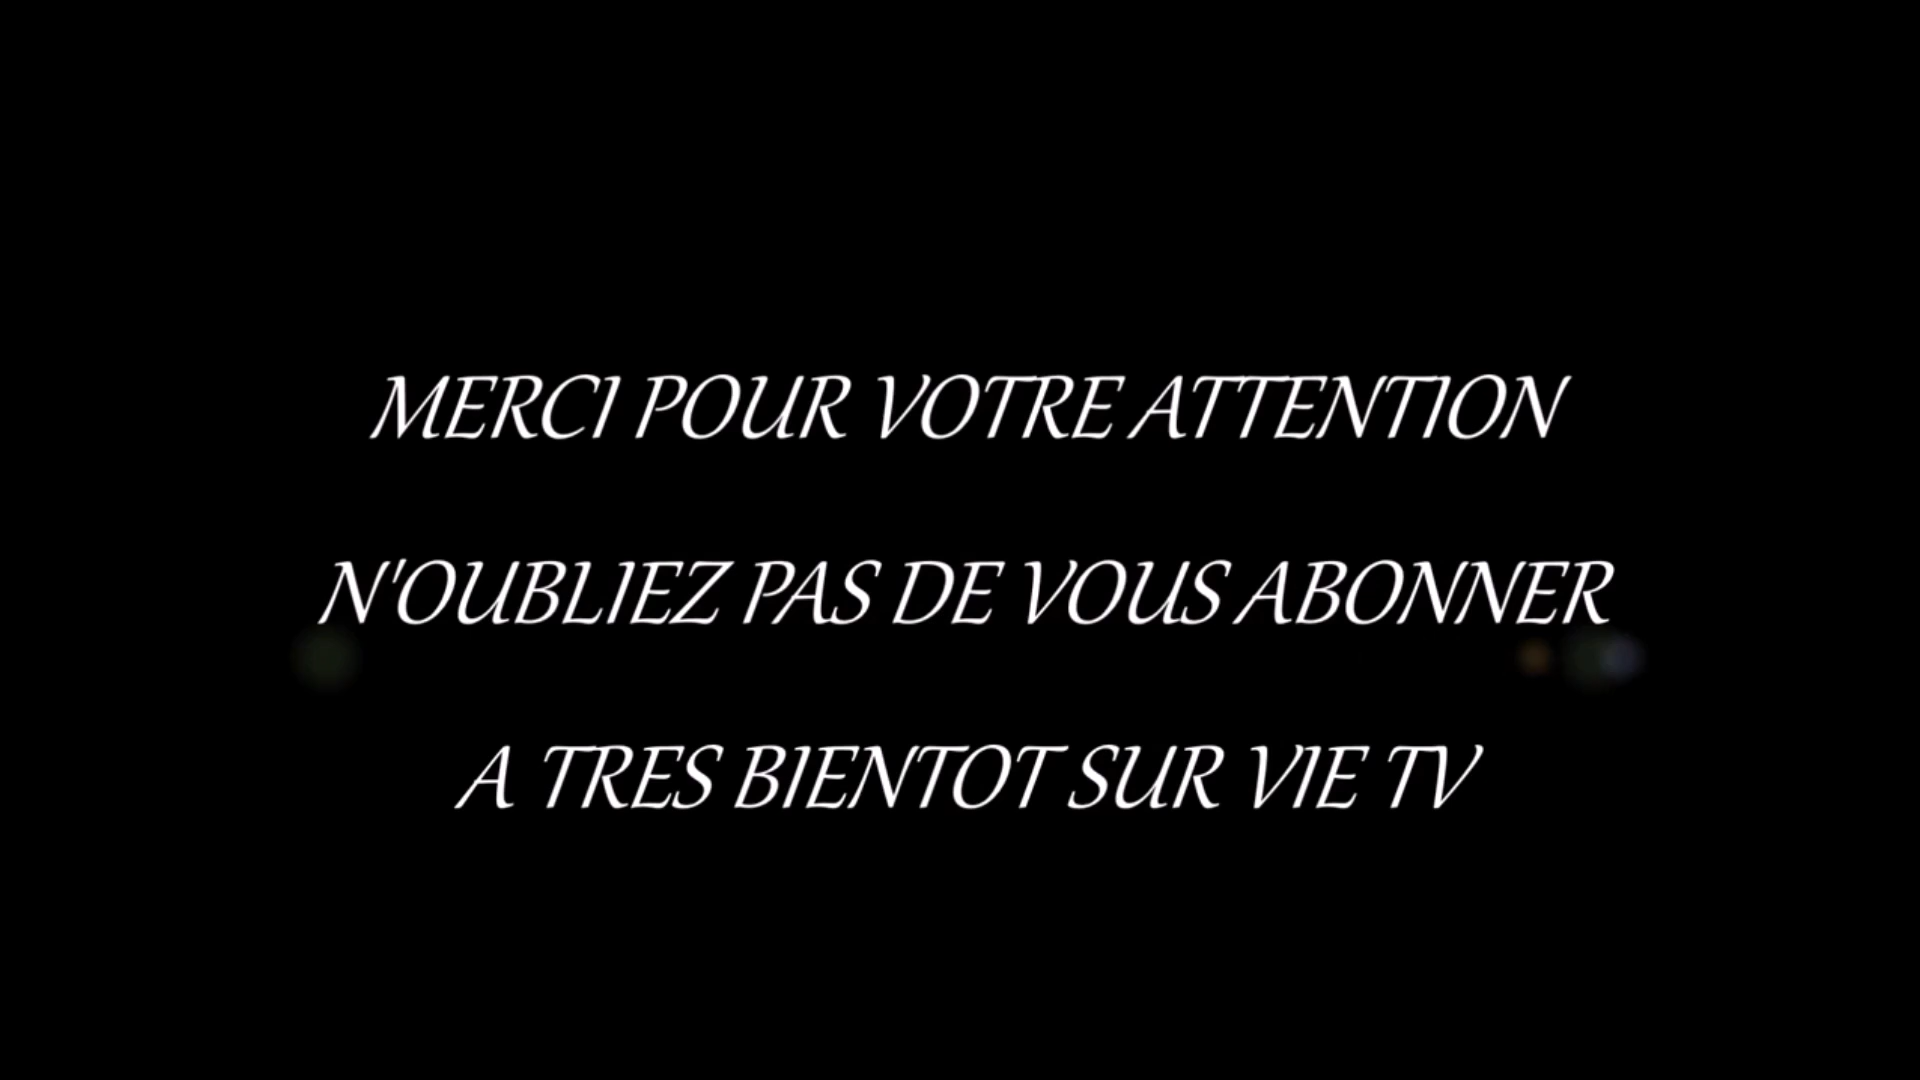 MERCI POUR VOTRE ATTENTION
N'OUBLIEZ PAS DE VOUS ABONNER
A TRES BIENTOT SUR VIE TV